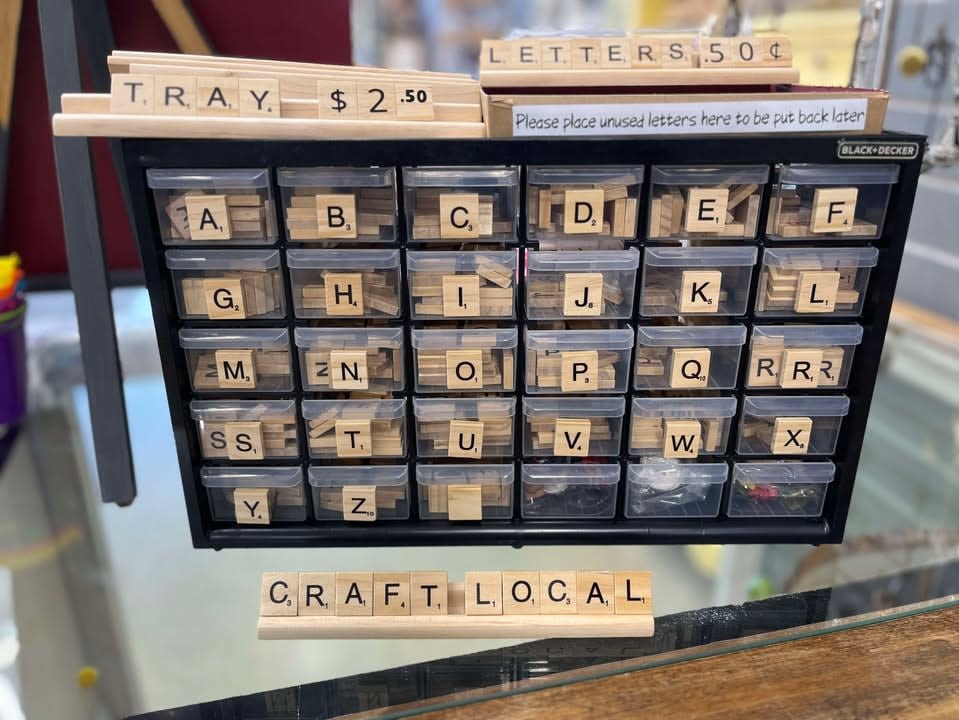 LETTERS .50¢
TRAY $2.50
Please place unused letters here to be put back later
BLACK+DECKER
A B C D E F
G H I J K L
M N O P Q R R R
S S T U V W X
Y Z
CRAFT LOCAL